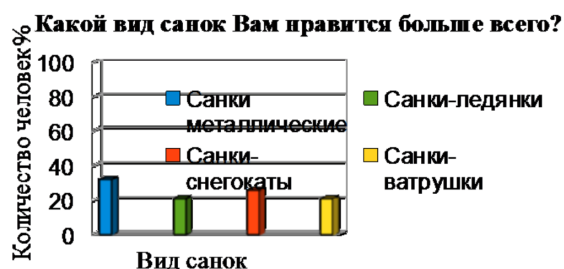 Какой вид санок Вам нравится больше всего?
Количество человек%
100
80
60
40
20
0
Санки металлические
Санки-ледянки
Санки-снегокаты
Санки-ватрушки
Вид санок